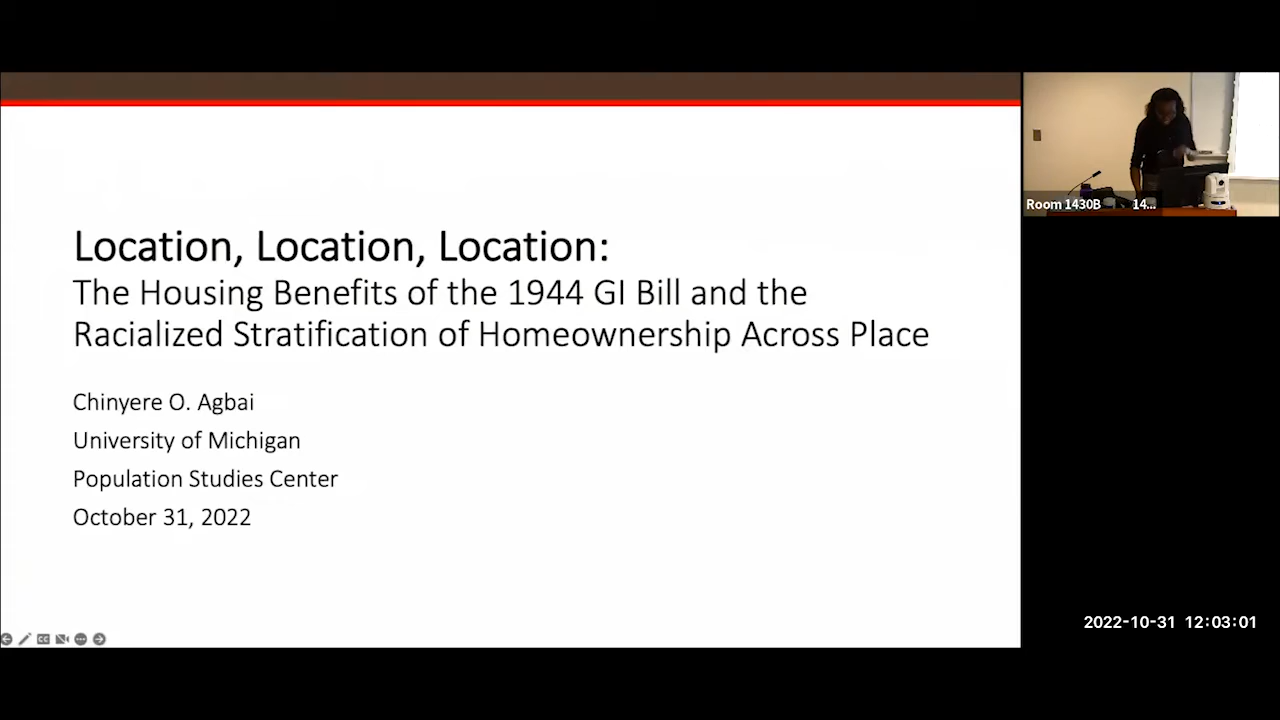 Location, Location, Location:
The Housing Benefits of the 1944 GI Bill and the
Racialized Stratification of Homeownership Across Place
Chinyere O. Agbai
University of Michigan
Population Studies Center
October 31, 2022
CC
Room 1430B 14...
2022-10-31 12:03:01